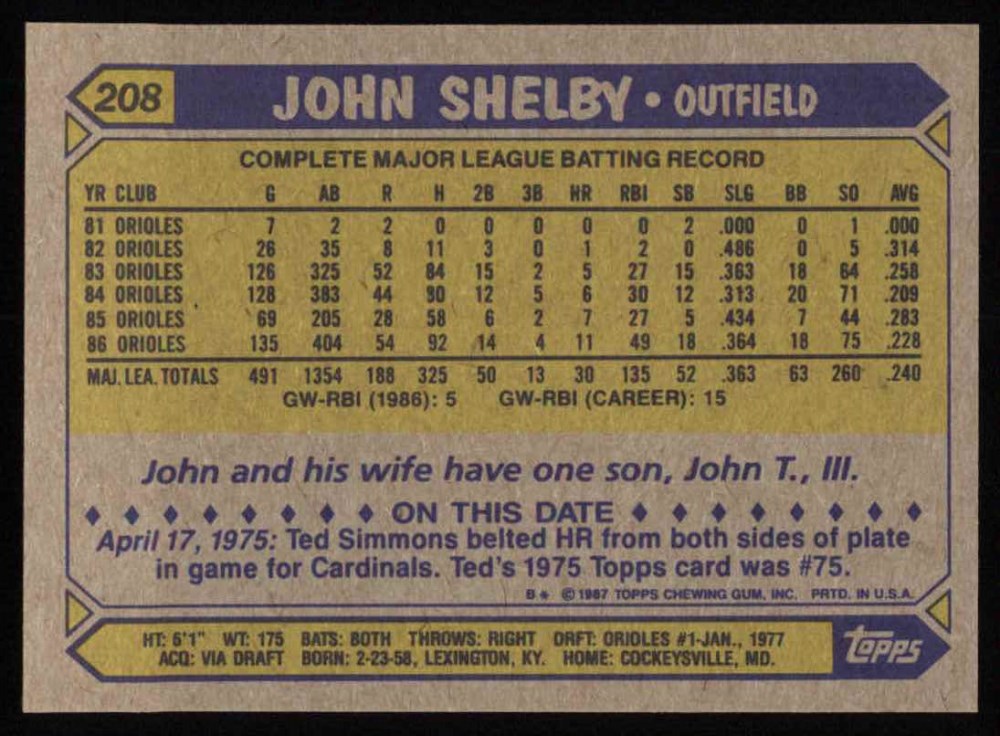 208 JOHN SHELBY • OUTFIELD
COMPLETE MAJOR LEAGUE BATTING RECORD
YR CLUB G AB R H 2B 3B HR RBI SB SLG BB SO AVG
81 ORIOLES 7 2 2 0 0 0 0 0 2 .000 0 1 .000
82 ORIOLES 26 35 8 11 3 0 1 2 0 .486 0 5 .314
83 ORIOLES 126 325 52 84 15 2 5 27 15 .363 18 64 .258
84 ORIOLES 128 383 44 80 12 5 6 30 12 .313 20 71 .209
85 ORIOLES 69 205 28 58 6 2 7 27 5 .434 7 44 .283
86 ORIOLES 135 404 54 92 14 4 11 49 18 .364 18 75 .228
MAJ. LEA. TOTALS 491 1354 188 325 50 13 30 135 52 .363 63 260 .240
GW-RBI (1986): 5 GW-RBI (CAREER): 15
John and his wife have one son, John T., III.
♦ ♦ ♦ ♦ ♦ ♦ ♦ ♦ ON THIS DATE ♦ ♦ ♦ ♦ ♦ ♦ ♦ ♦
April 17, 1975: Ted Simmons belted HR from both sides of plate
in game for Cardinals. Ted's 1975 Topps card was #75.
B* ©1987 TOPPS CHEWING GUM, INC. PRTD. IN U.S.A.
HT: 6'1" WT: 175 BATS: BOTH THROWS: RIGHT DRFT: ORIOLES #1-JAN., 1977
ACQ: VIA DRAFT BORN: 2-23-58, LEXINGTON, KY. HOME: COCKEYSVILLE, MD.
topps